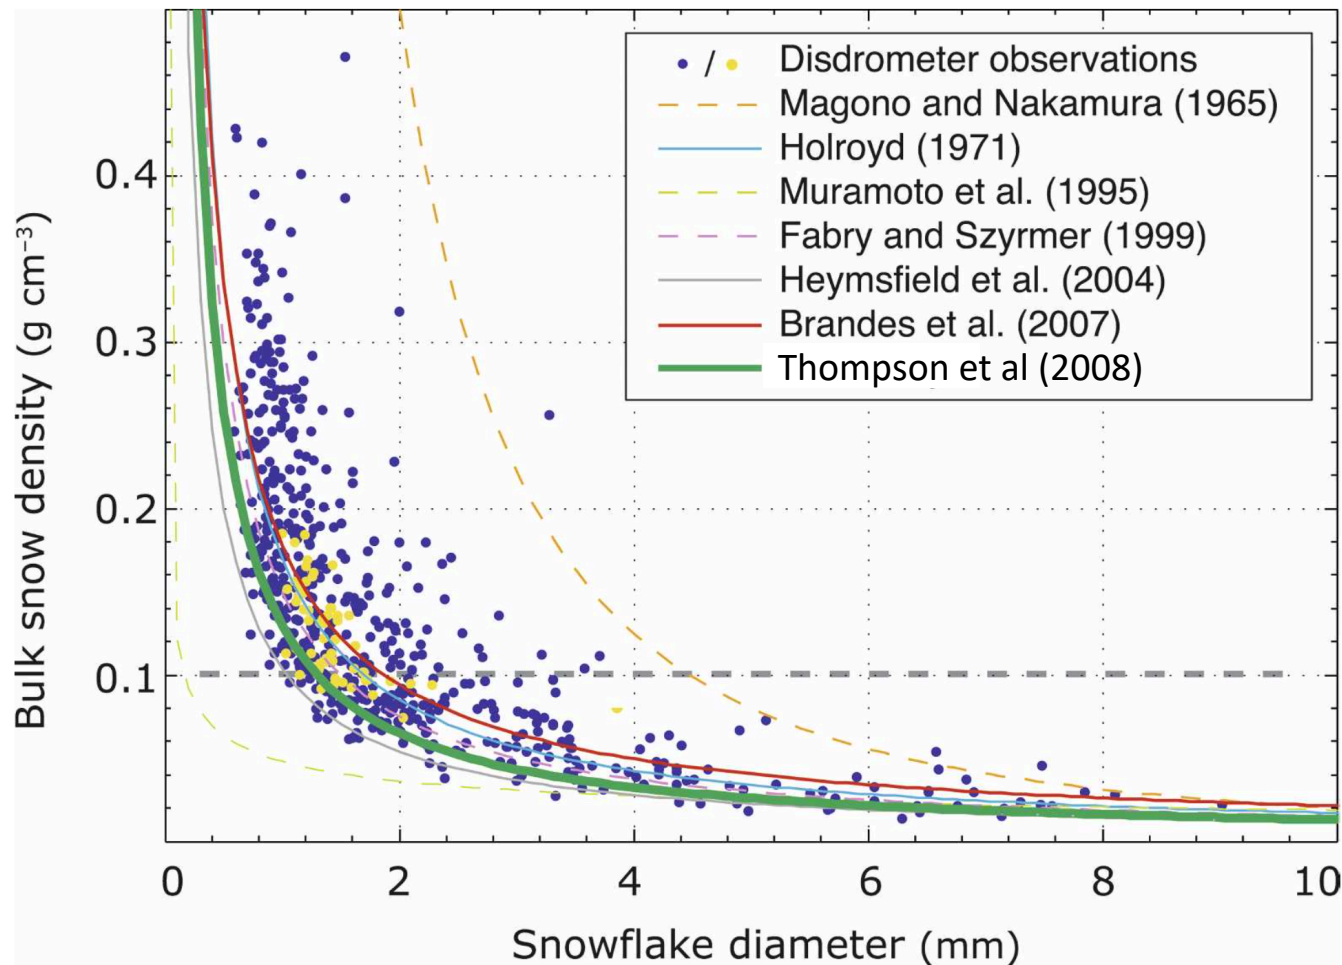 Bulk snow density (g cm⁻³)
0.4
0.3
0.2
0.1
/ Disdrometer observations
Magono and Nakamura (1965)
Holroyd (1971)
Muramoto et al. (1995)
Fabry and Szyrmer (1999)
Heymsfield et al. (2004)
Brandes et al. (2007)
Thompson et al (2008)
0 2 4 6 8 10
Snowflake diameter (mm)